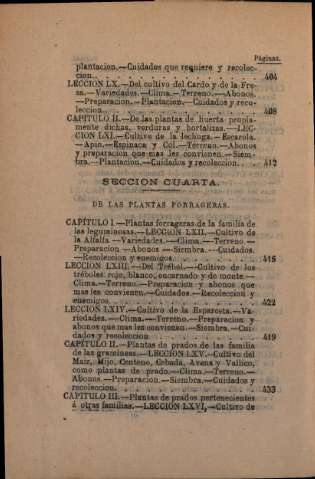 Páginas.
plantacion.—Cuidados que requiere y recolec-
cion. . . . . . . . . . . . . . . . . 404
LECCION LX.—Del cultivo del Cardo y de la Fre-
sa.—Variedades.—Clima.—Terreno.—Abonos.
—Preparacion.—Plantacion.—Cuidados y reco-
leccion. . . . . . . . . . . . . . . . 408
CAPÍTULO II.—De las plantas de huerta propia-
mente dichas, verduras y hortalizas.—LEC-
CION LXI.—Cultivo de la lechuga.—Escarola.
—Apio.—Espinaca y Col.—Terreno.—Abonos
y preparacion que mas les convienen.—Siem-
bra.—Plantacion.—Cuidados y recoleccion. . . 412
SECCION CUARTA.
DE LAS PLANTAS FORRAGERAS.
CAPÍTULO I.—Plantas forrageras de la familia de
las leguminosas.—LECCION LXII.—Cultivo de
la Alfalfa.—Variedades.—Clima.—Terreno.—
Preparacion.—Abonos.—Siembra.—Cuidados.
—Recoleccion y enemigos. . . . . . . . . 415
LECCION LXIII.—Del Trébol.—Cultivo de los
tréboles: rojo, blanco, encarnado y de monte.—
Clima.—Terreno.—Preparacion y abonos que
mas les convienen.—Cuidados.—Recoleccion y
enemigos. . . . . . . . . . . . . . . 422
LECCION LXIV.—Cultivo de la Esparceta.—Va-
riedades.—Clima.—Terreno.—Preparacion y
abonos que mas les convienen.—Siembra.—Cui-
dados y recoleccion. . . . . . . . . . . 419
CAPÍTULO II.—Plantas de prados de la familia
de las gramineas.—LECCION LXV.—Cultivo del
Maiz, Mijo, Centeno, Cebada, Avena y Vallico,
como plantas de prado.—Clima.—Terreno.—
Abonos.—Preparacion.—Siembra.—Cuidados y
recoleccion. . . . . . . . . . . . . . 433
CAPÍTULO III.—Plantas de prados pertenecientes
á otras familias.—LECCION LXVI.—Cultivo de